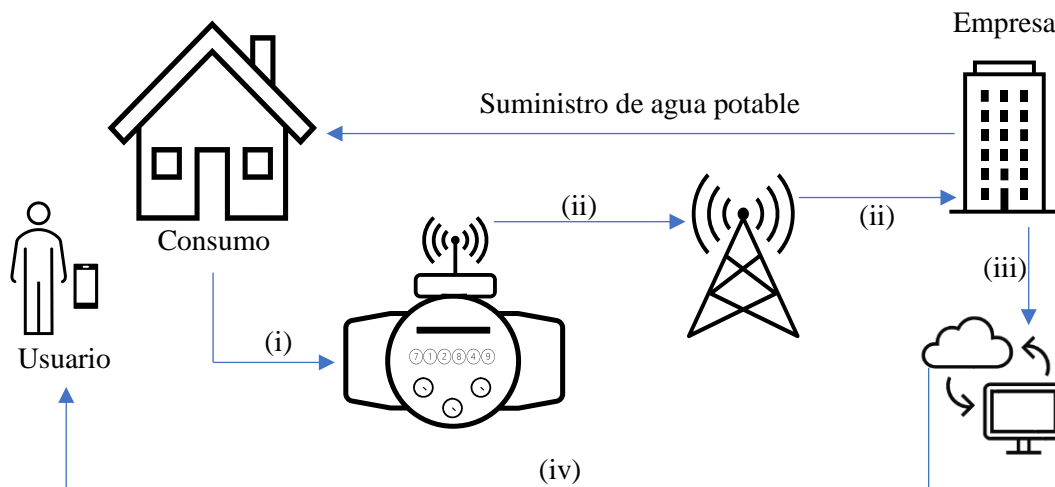 Empresa
Suministro de agua potable
(ii)
(ii)
Consumo
(iii)
(i)
Usuario
7 1 2 8 4 9
(iv)